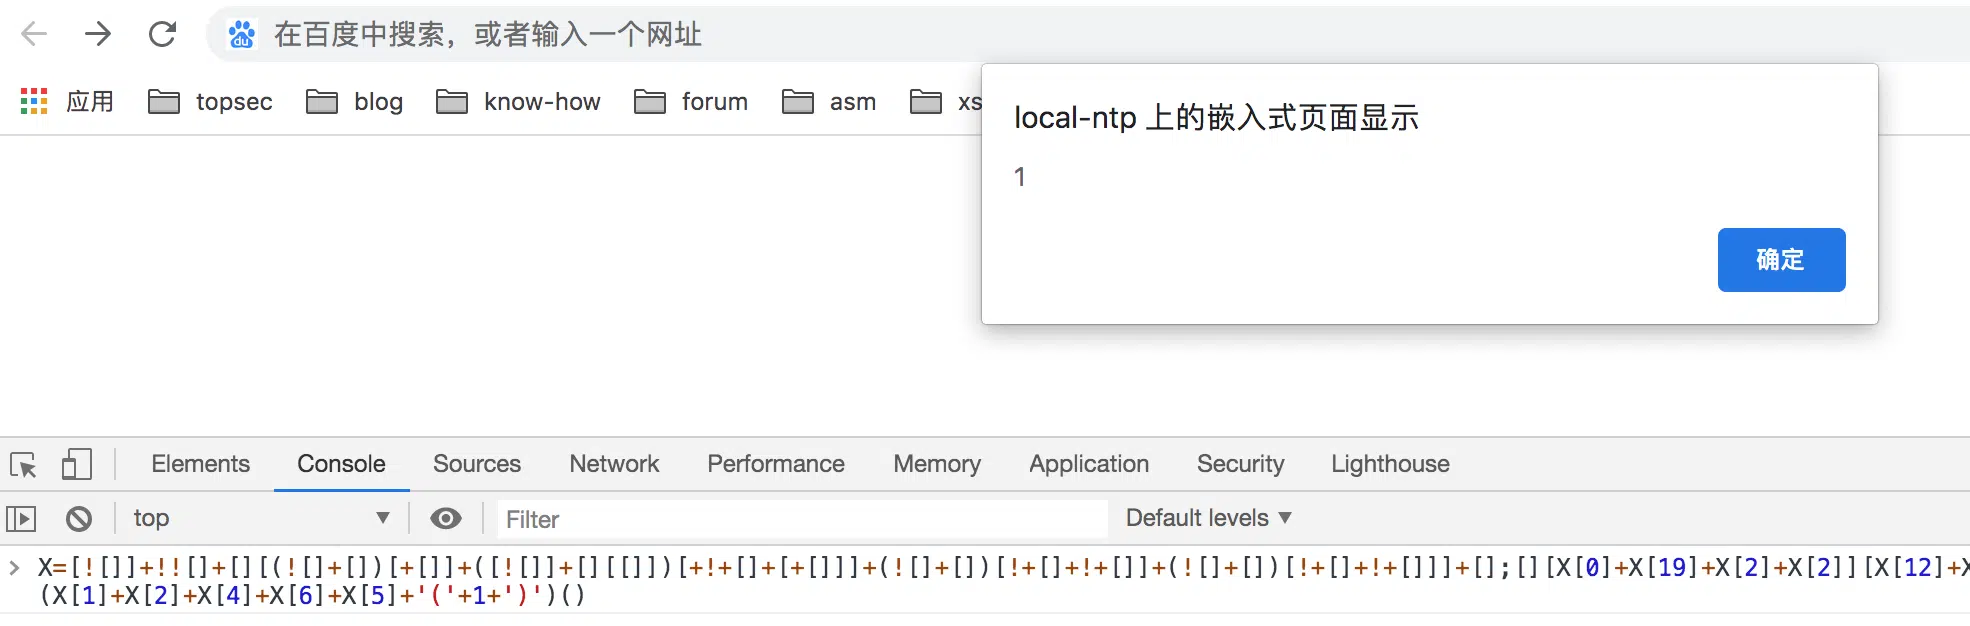 在百度中搜索，或者输入一个网址
应用 topsec blog know-how forum asm xs
local-ntp 上的嵌入式页面显示
1
确定
Elements Console Sources Network Performance Memory Application Security Lighthouse
top Filter Default levels
X=[![]]+!![]+[][(![]+[])[+[]]+([![]]+[][[]])[+!+[]+[+[]]]+(![]+[])[!+[]+!+[]]+(![]+[])[!+[]+!+[]]]+[];[][X[0]+X[19]+X[2]+X[2]][X[12]+X
(X[1]+X[2]+X[4]+X[6]+X[5]+'('+1+')')()